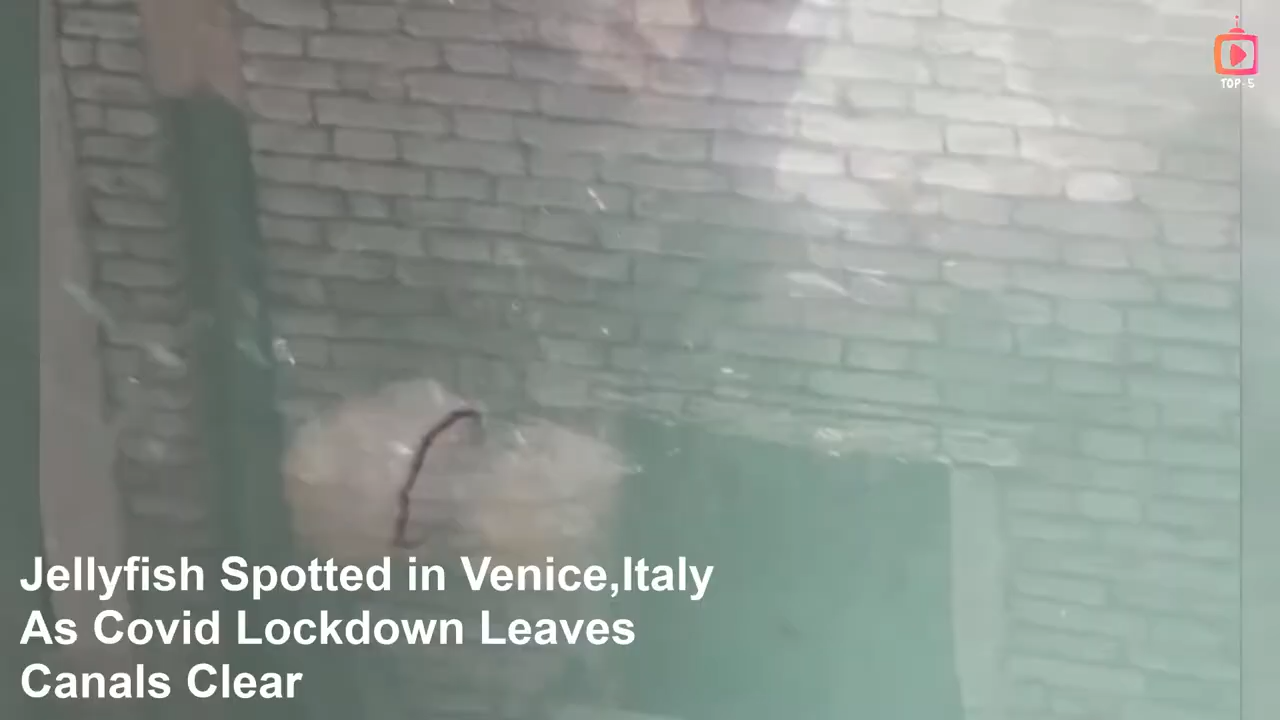 TOP-5
Jellyfish Spotted in Venice,Italy
As Covid Lockdown Leaves
Canals Clear